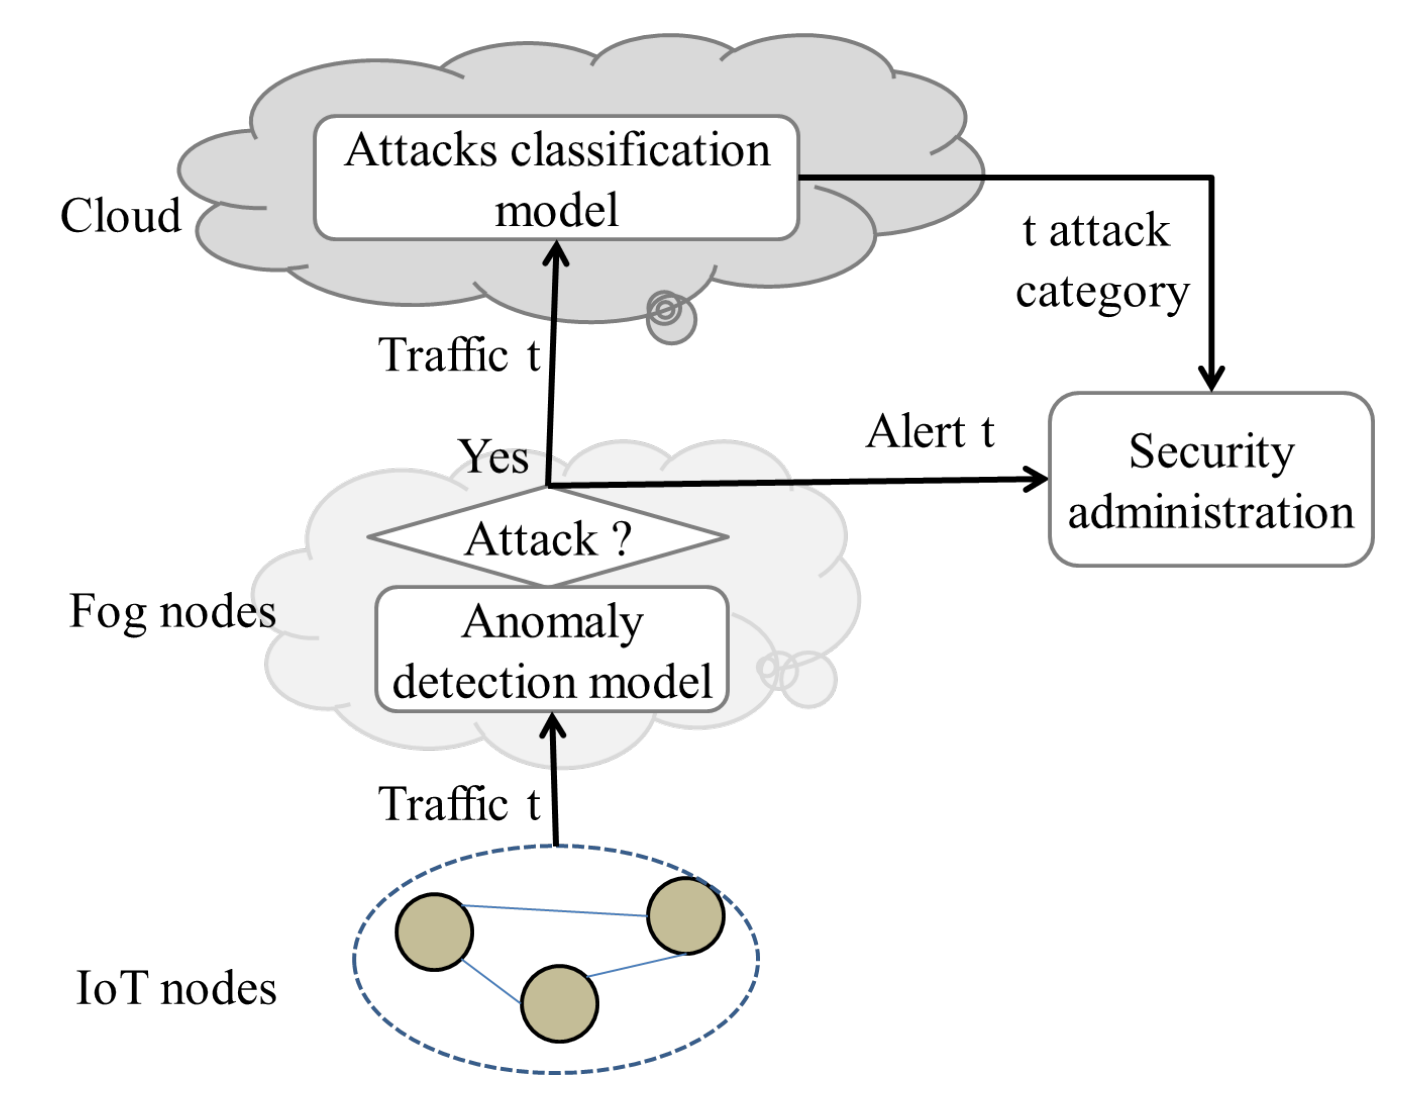 Attacks classification
model
Cloud
t attack
category
Traffic t
Yes
Alert t
Security
administration
Attack ?
Fog nodes
Anomaly
detection model
Traffic t
IoT nodes